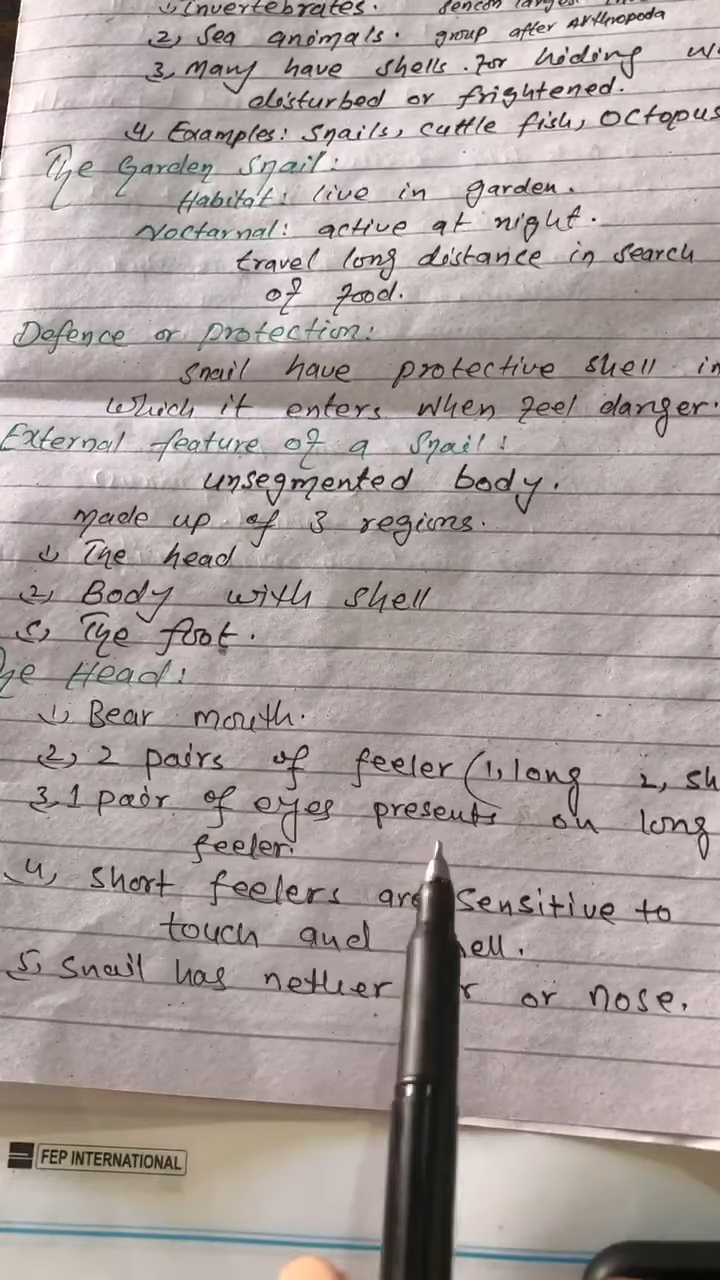 1) Invertebrates.
2) Sea animals. group after Arthropoda
3, Many have shells. For hiding
disturbed or frightened.
4, Examples: Snails, cuttle fish, Octopus
The Garden Snail:
Habitat: live in garden.
Noctarnal: active at night.
travel long distance in search
of food.
Defence or protection:
Snail have protective shell in
which it enters when feel danger.
External feature of a Snail:
unsegmented body.
Made up of 3 regions.
1) The head
2, Body with shell
The foot.
Head:
1) Bear mouth.
2, 2 pairs of feeler (1, long 2,
3, 1 pair of eyes presents on long
feeler.
4, Short feelers are sensitive to
touch and
5, Snail has nether or nose.
FEP INTERNATIONAL